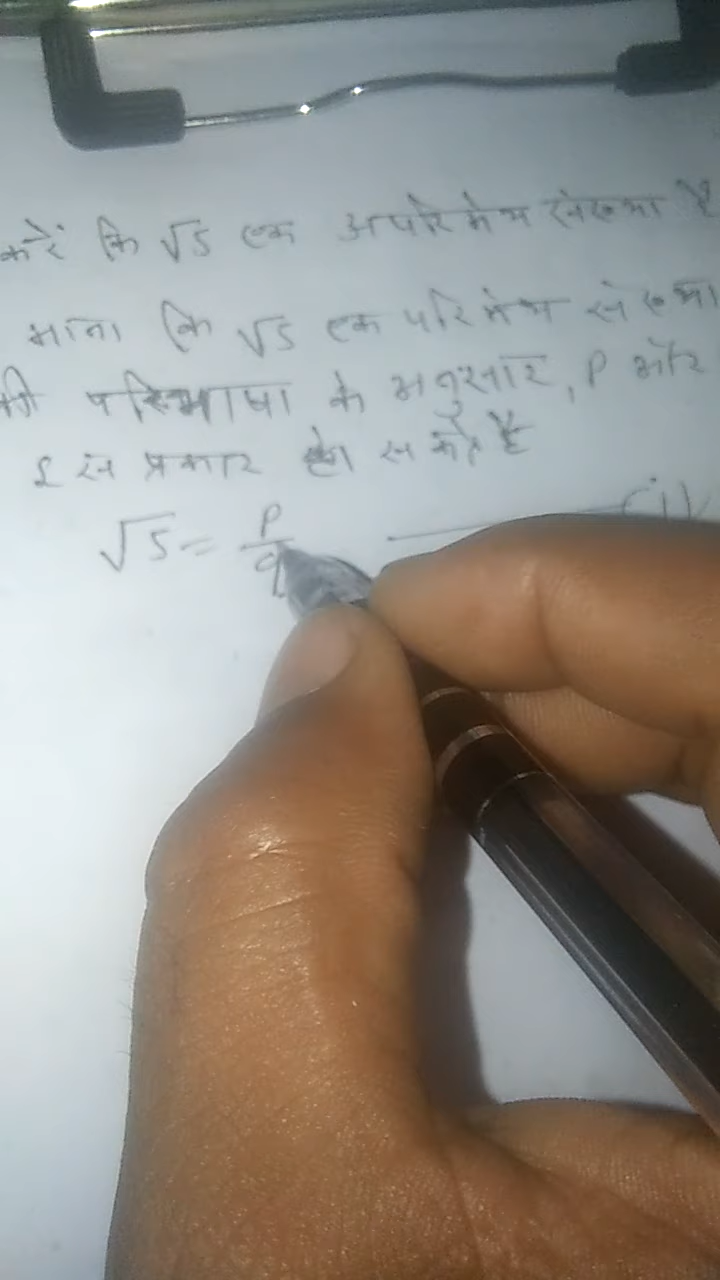 करें कि √5 एक अपरिमेय संख्या है
माना कि √5 एक परिमेय संख्या
की परिभाषा के अनुसार, P और
इस प्रकार हो सकते है
√5 = P/q